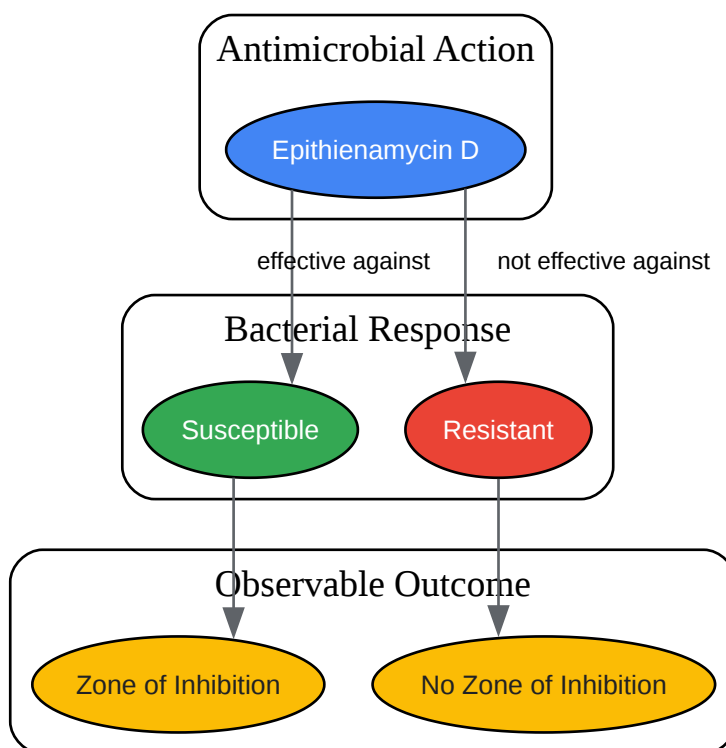 Antimicrobial Action
Epithienamycin D
effective against
not effective against
Bacterial Response
Susceptible
Resistant
Observable Outcome
Zone of Inhibition
No Zone of Inhibition